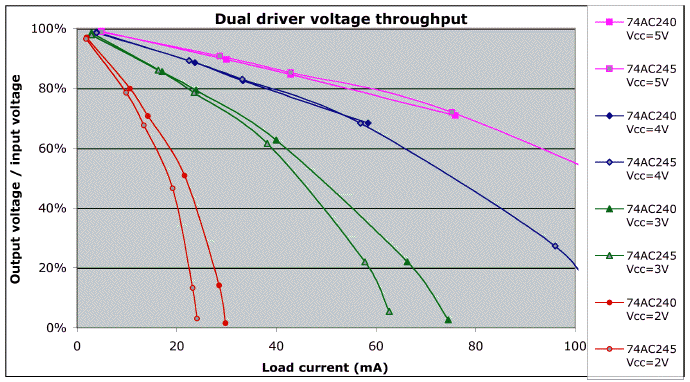 Dual driver voltage throughput
Output voltage / input voltage
100%
80%
60%
40%
20%
0%
0
20
40
60
80
100
Load current (mA)
74AC240
Vcc=5V
74AC245
Vcc=5V
74AC240
Vcc=4V
74AC245
Vcc=4V
74AC240
Vcc=3V
74AC245
Vcc=3V
74AC240
Vcc=2V
74AC245
Vcc=2V